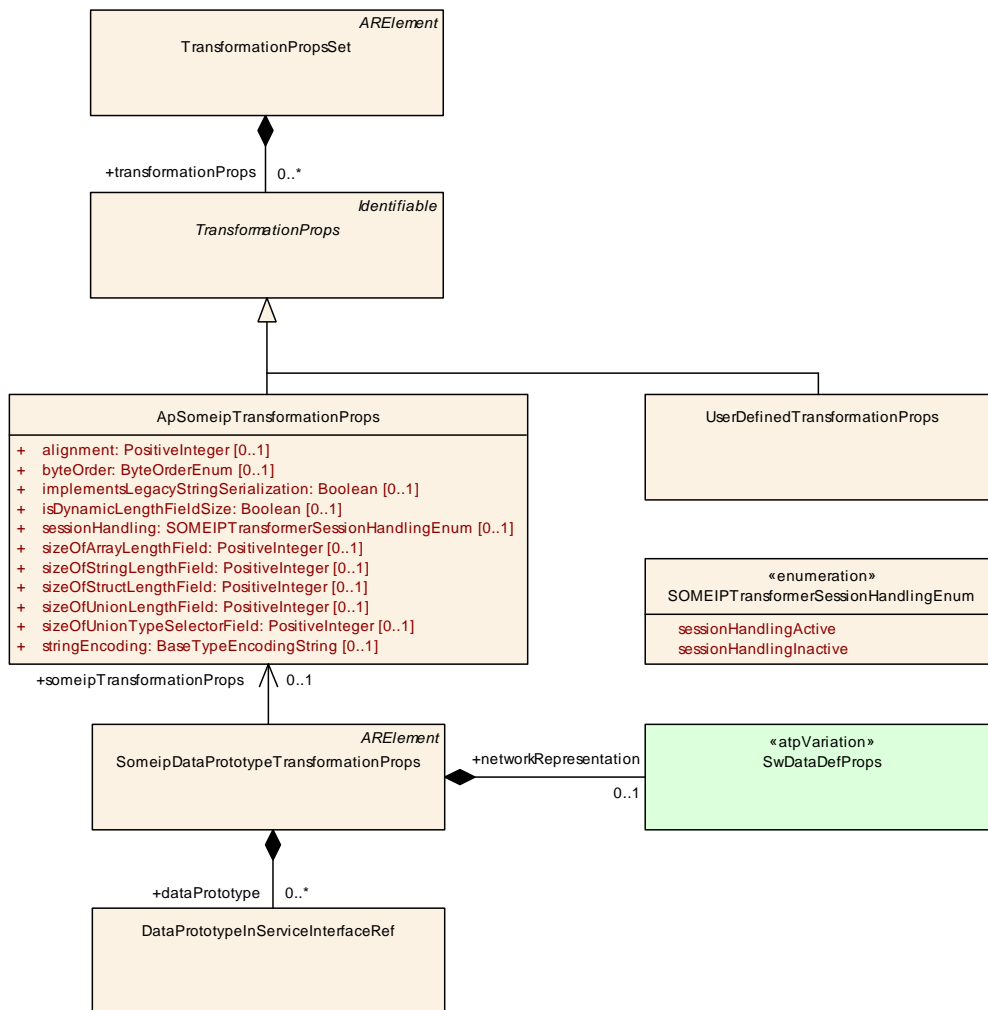 ARElement
TransformationPropsSet
+transformationProps 0..*
Identifiable
TransformationProps
ApSomeipTransformationProps
+ alignment: PositiveInteger [0..1]
+ byteOrder: ByteOrderEnum [0..1]
+ implementsLegacyStringSerialization: Boolean [0..1]
+ isDynamicLengthFieldSize: Boolean [0..1]
+ sessionHandling: SOMEIPTransformerSessionHandlingEnum [0..1]
+ sizeOfArrayLengthField: PositiveInteger [0..1]
+ sizeOfStringLengthField: PositiveInteger [0..1]
+ sizeOfStructLengthField: PositiveInteger [0..1]
+ sizeOfUnionLengthField: PositiveInteger [0..1]
+ sizeOfUnionTypeSelectorField: PositiveInteger [0..1]
+ stringEncoding: BaseTypeEncodingString [0..1]
UserDefinedTransformationProps
«enumeration»
SOMEIPTransformerSessionHandlingEnum
sessionHandlingActive
sessionHandlingInactive
+someipTransformationProps 0..1
ARElement
SomeipDataPrototypeTransformationProps
+networkRepresentation
0..1
«atpVariation»
SwDataDefProps
+dataPrototype 0..*
DataPrototypeInServiceInterfaceRef